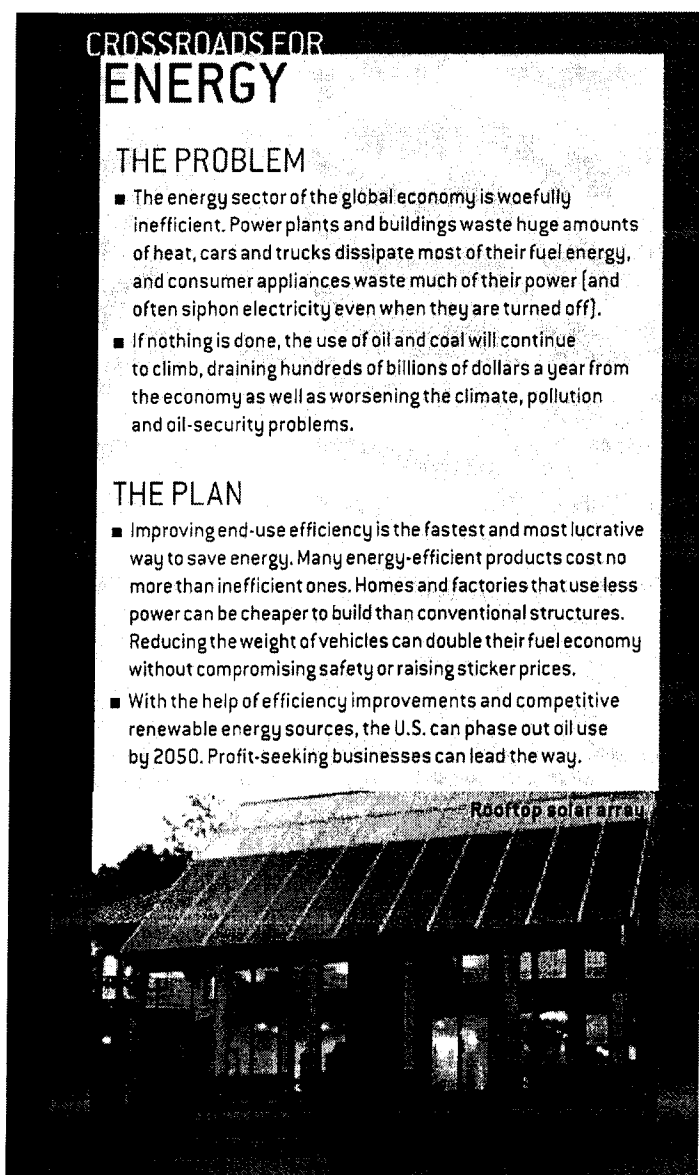 CROSSROADS FOR
ENERGY
THE PROBLEM
■ The energy sector of the global economy is woefully
inefficient. Power plants and buildings waste huge amounts
of heat, cars and trucks dissipate most of their fuel energy,
and consumer appliances waste much of their power (and
often siphon electricity even when they are turned off).
■ If nothing is done, the use of oil and coal will continue
to climb, draining hundreds of billions of dollars a year from
the economy as well as worsening the climate, pollution
and oil-security problems.
THE PLAN
■ Improving end-use efficiency is the fastest and most lucrative
way to save energy. Many energy-efficient products cost no
more than inefficient ones. Homes and factories that use less
power can be cheaper to build than conventional structures.
Reducing the weight of vehicles can double their fuel economy
without compromising safety or raising sticker prices.
■ With the help of efficiency improvements and competitive
renewable energy sources, the U.S. can phase out oil use
by 2050. Profit-seeking businesses can lead the way.
Rooftop solar array